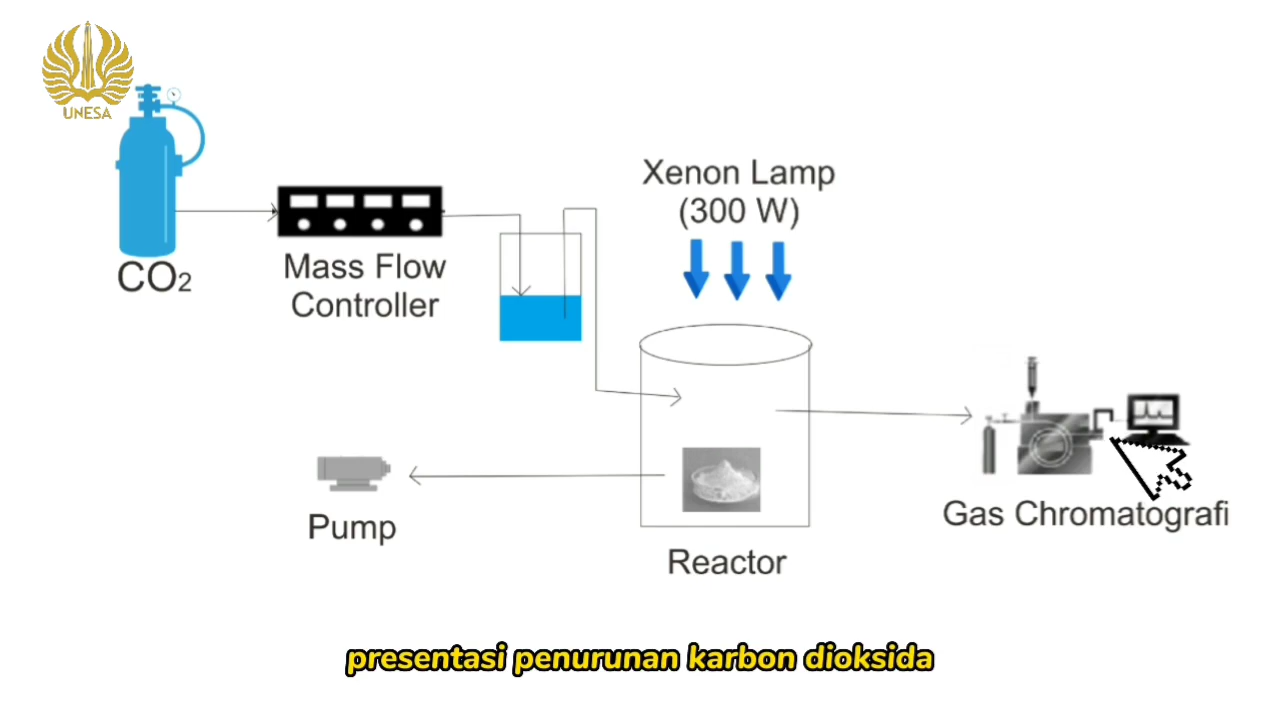 UNESA
CO2
Mass Flow
Controller
Xenon Lamp
(300 W)
Pump
Reactor
Gas Chromatografi
presentasi penurunan karbon dioksida